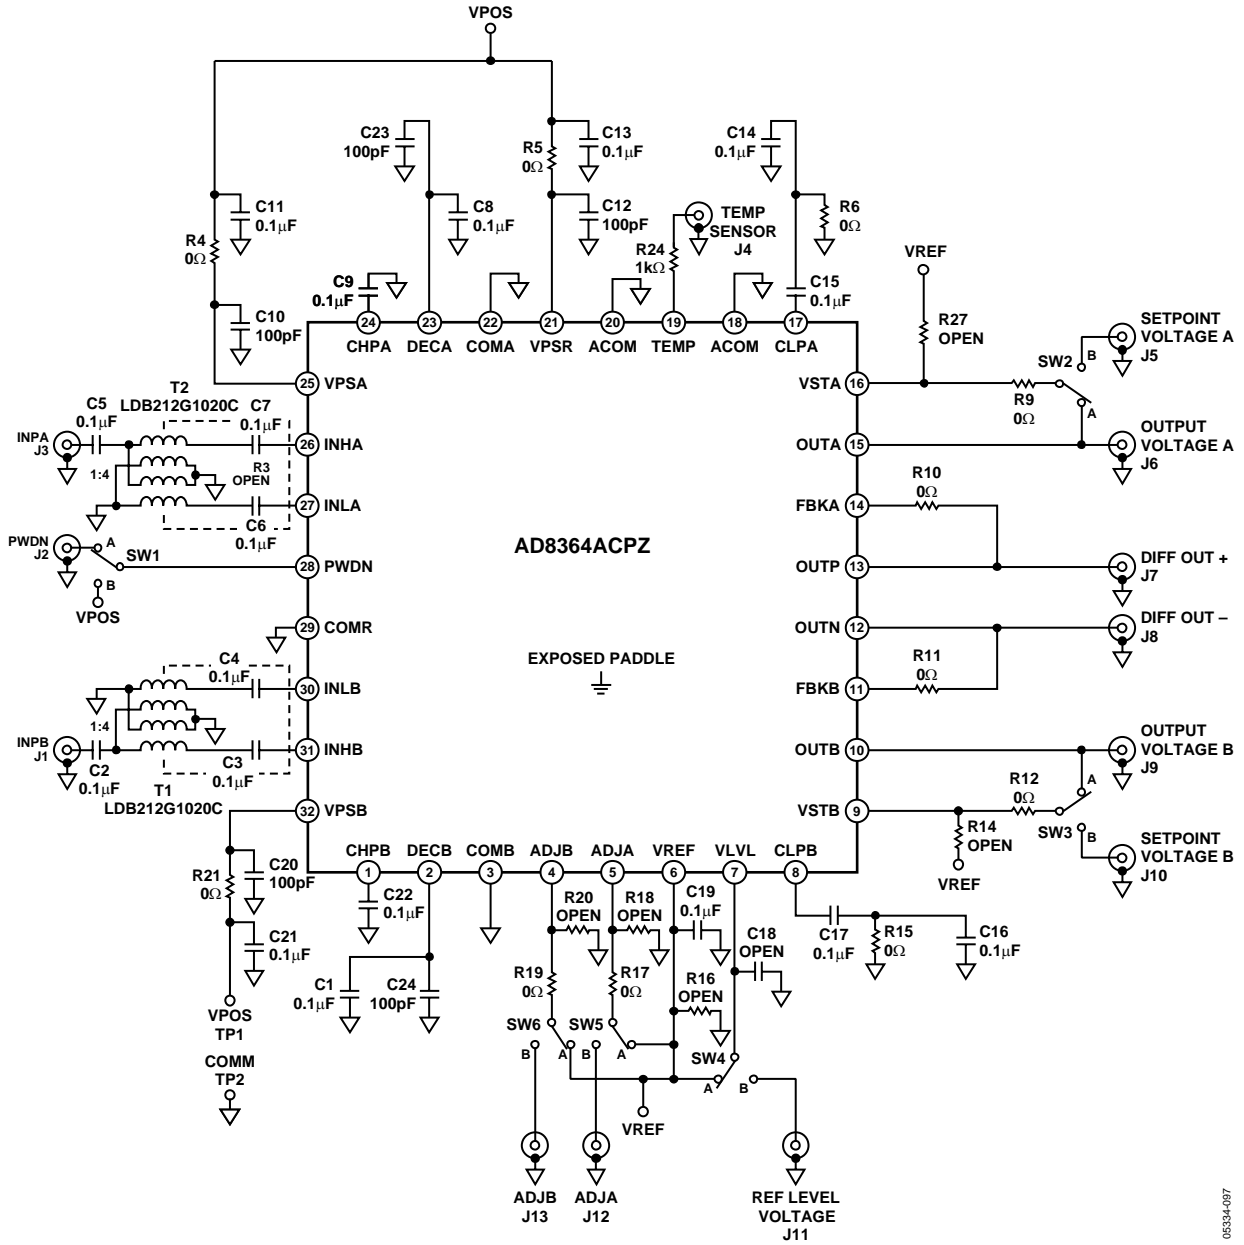 VPOS
C23
100pF
C13
0.1μF
R5
0Ω
C14
0.1μF
C11
0.1μF
R4
0Ω
C8
0.1μF
C12
100pF
TEMP
SENSOR
J4
R6
0Ω
R24
1kΩ
VREF
C9
0.1μF
C15
0.1μF
C10
100pF
R27
OPEN
SETPOINT
VOLTAGE A
J5
24
23
22
21
20
19
18
17
CHPA
DECA
COMA
VPSR
ACOM
TEMP
ACOM
CLPA
SW2
B
A
25
VPSA
VSTA
16
R9
0Ω
T2
LDB212G1020C
C5
0.1μF
C7
0.1μF
INPA
J3
26
INHA
OUTA
15
OUTPUT
VOLTAGE A
J6
1:4
R3
OPEN
R10
0Ω
27
INLA
FBKA
14
C6
0.1μF
PWDN
J2
A
SW1
B
VPOS
28
PWDN
AD8364ACPZ
OUTP
13
DIFF OUT +
J7
29
COMR
OUTN
12
DIFF OUT –
J8
EXPOSED PADDLE
C4
0.1μF
R11
0Ω
30
INLB
FBKB
11
1:4
INPB
J1
31
INHB
OUTB
10
OUTPUT
VOLTAGE B
J9
C2
0.1μF
C3
0.1μF
T1
LDB212G1020C
R12
0Ω
A
SW3
B
32
VPSB
VSTB
9
R14
OPEN
VREF
SETPOINT
VOLTAGE B
J10
CHPB
DECB
COMB
ADJB
ADJA
VREF
VLVL
CLPB
1
2
3
4
5
6
7
8
R21
0Ω
C20
100pF
C22
0.1μF
R20
OPEN
R18
OPEN
C19
0.1μF
C18
OPEN
C17
0.1μF
R15
0Ω
C16
0.1μF
C21
0.1μF
C1
0.1μF
C24
100pF
R19
0Ω
R17
0Ω
R16
OPEN
VPOS
TP1
SW6
SW5
B
A
B
A
SW4
A
B
COMM
TP2
VREF
ADJB
J13
ADJA
J12
REF LEVEL
VOLTAGE
J11
05334-097